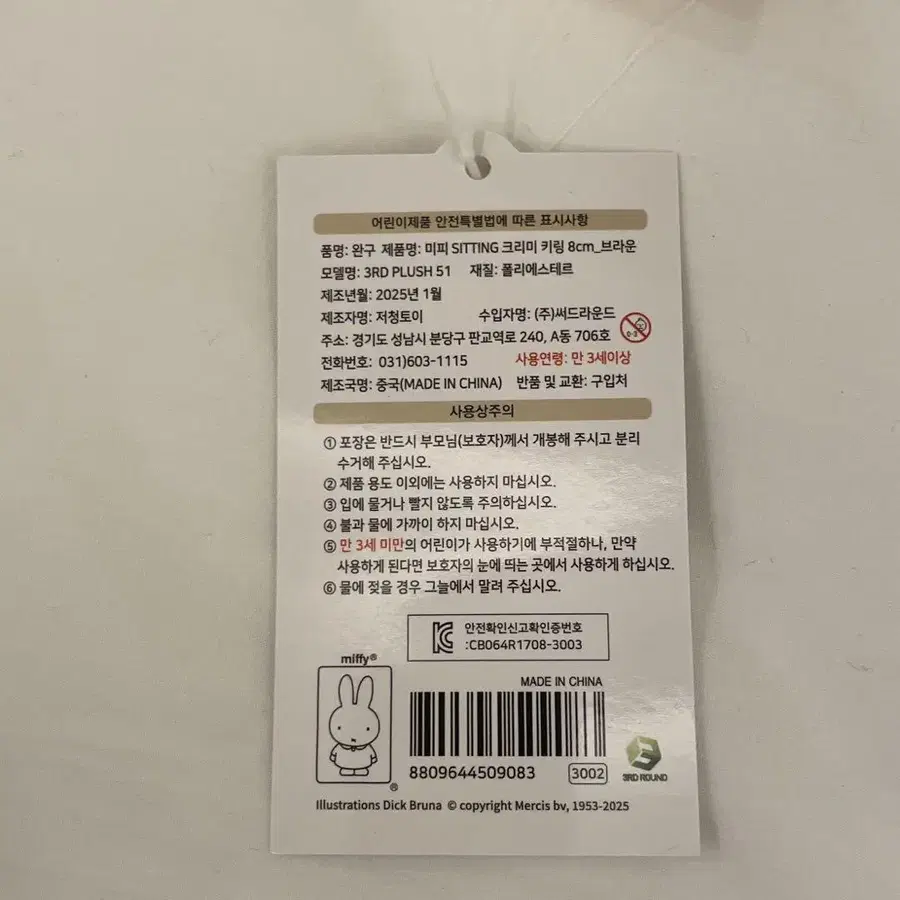 어린이제품 안전특별법에 따른 표시사항
품명: 완구 제품명: 미피 SITTING 크리미 키링 8cm_브라운
모델명: 3RD PLUSH 51 재질: 폴리에스테르
제조년월: 2025년 1월
제조자명: 저청토이 수입자명: (주)써드라운드
주소: 경기도 성남시 분당구 판교역로 240, A동 706호
0-3
전화번호: 031)603-1115 사용연령: 만 3세이상
제조국명: 중국(MADE IN CHINA) 반품 및 교환: 구입처
사용상주의
① 포장은 반드시 부모님(보호자)께서 개봉해 주시고 분리
수거해 주십시오.
② 제품 용도 이외에는 사용하지 마십시오.
③ 입에 물거나 빨지 않도록 주의하십시오.
④ 불과 물에 가까이 하지 마십시오.
⑤ 만 3세 미만의 어린이가 사용하기에 부적절하나, 만약
사용하게 된다면 보호자의 눈에 띄는 곳에서 사용하게 하십시오.
⑥ 물에 젖을 경우 그늘에서 말려 주십시오.
안전확인신고확인증번호
:CB064R1708-3003
miffy®
MADE IN CHINA
8809644509083
3002
3RD ROUND
®
Illustrations Dick Bruna © copyright Mercis bv, 1953-2025